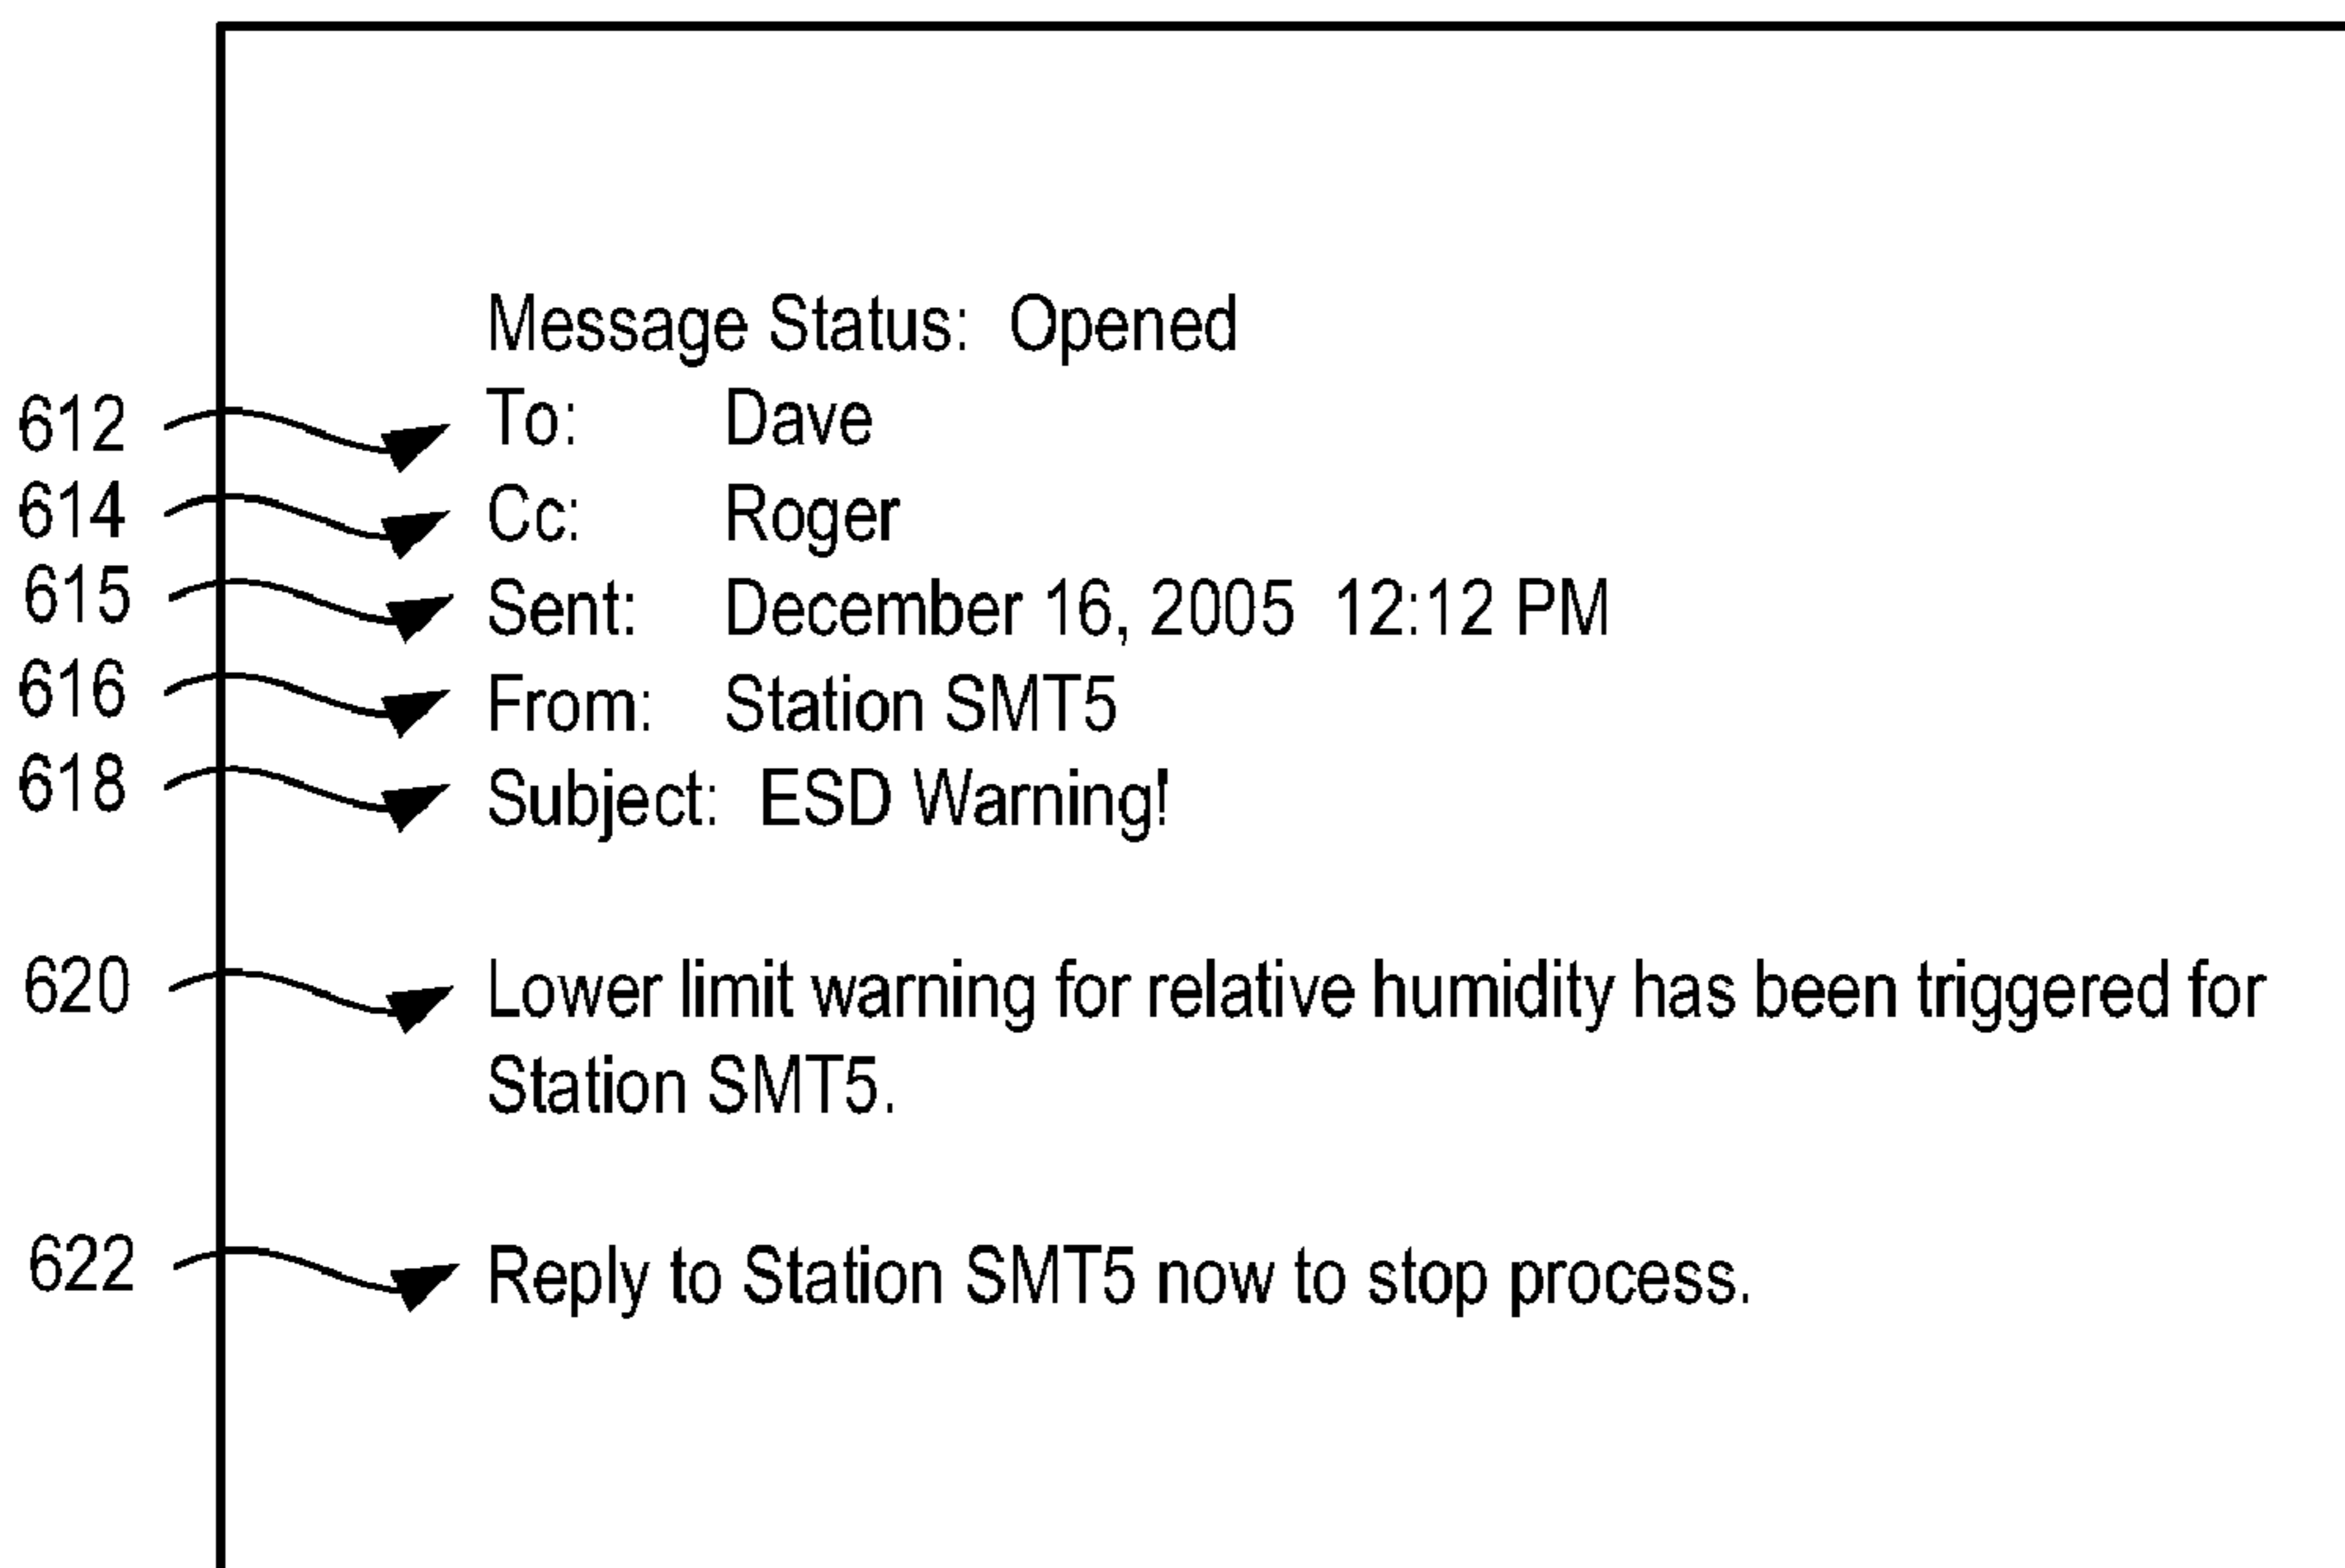 Message Status: Opened
612 To: Dave
614 Cc: Roger
615 Sent: December 16, 2005 12:12 PM
616 From: Station SMT5
618 Subject: ESD Warning!
620 Lower limit warning for relative humidity has been triggered for
Station SMT5.
622 Reply to Station SMT5 now to stop process.